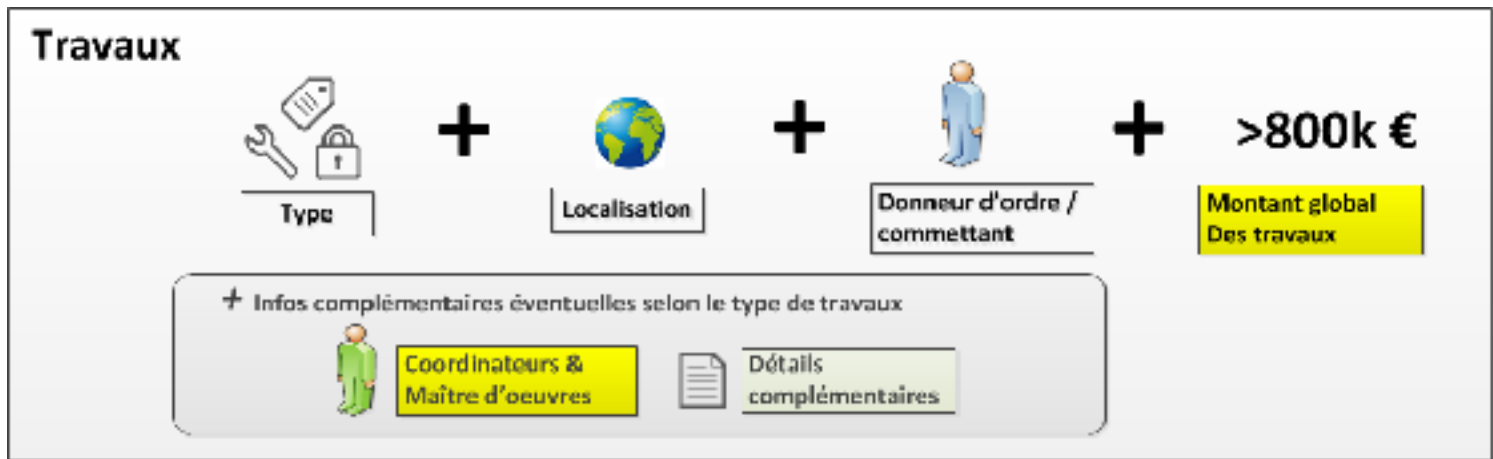 Travaux
+ + + >800k €
Type
Localisation
Donneur d'ordre /
commettant
Montant global
Des travaux
+ Infos complémentaires éventuelles selon le type de travaux
Coordinateurs &
Maître d'oeuvres
Détails
complémentaires